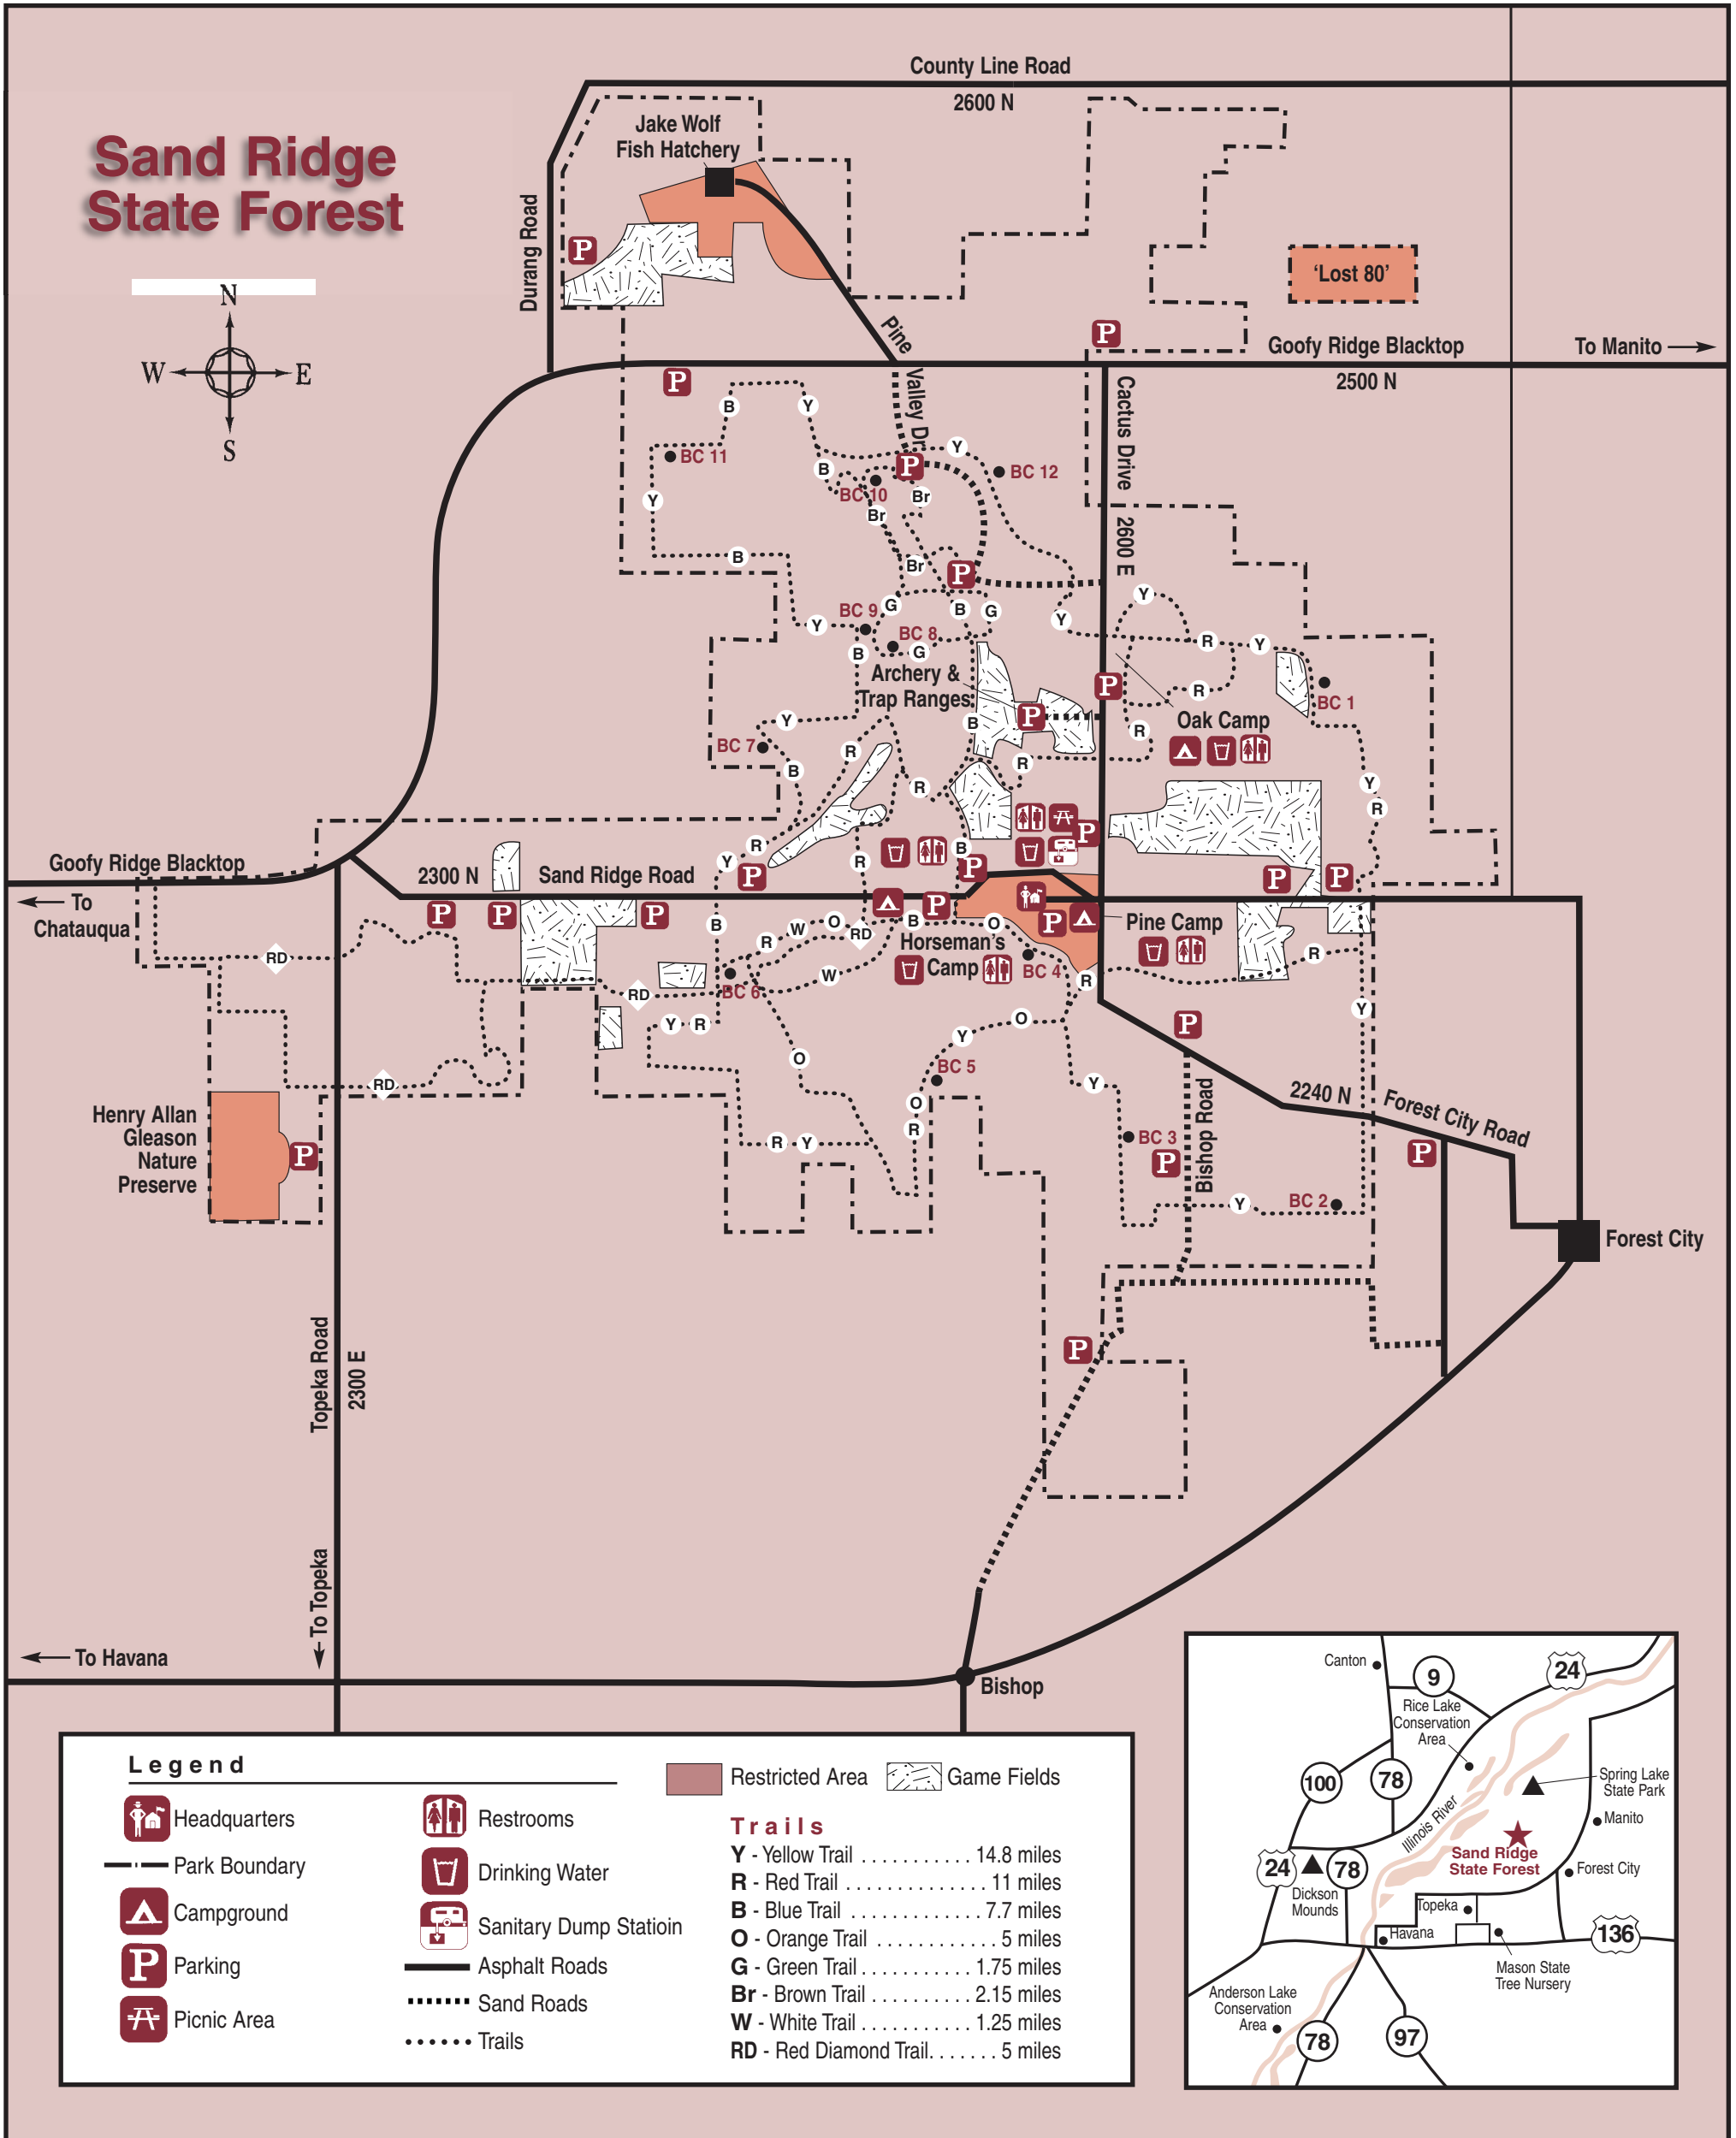 County Line Road
2600 N
Sand Ridge
State Forest
Jake Wolf
Fish Hatchery
Durang Road
P
'Lost 80'
N
W
E
S
Pine
Valley Dr.
P
Goofy Ridge Blacktop
To Manito
2500 N
P
Cactus Drive
2600 E
B
Y
Y
BC 11
B
P
BC 12
BC 10
Br
Y
Br
B
Br
P
Y
BC 9
G
B
G
Y
Y
BC 8
R
Y
B
G
Archery &
Trap Ranges
P
R
BC 1
P
Oak Camp
Y
B
R
BC 7
R
R
B
R
Y
R
P
Goofy Ridge Blacktop
2300 N
Sand Ridge Road
R
Y
R
B
P
P
P
P
To
Chatauqua
P
P
P
P
P
B
B
O
W
R
RD
O
Pine Camp
Horseman's
Camp
BC 4
RD
W
R
R
BC 6
RD
Y
R
Y
O
P
Y
O
BC 5
Y
RD
2240 N
Forest City Road
Henry Allan
Gleason
Nature
Preserve
P
O
R
R
Y
BC 3
P
Bishop Road
P
Y
BC 2
Forest City
Topeka Road
2300 E
P
To Topeka
To Havana
Bishop
Legend
Headquarters
Park Boundary
Campground
P
Parking
Picnic Area
Restrooms
Drinking Water
Sanitary Dump Statioin
Asphalt Roads
Sand Roads
Trails
Restricted Area
Game Fields
Trails
Y - Yellow Trail . . . . . . . . . . . 14.8 miles
R - Red Trail . . . . . . . . . . . . . . 11 miles
B - Blue Trail . . . . . . . . . . . . . 7.7 miles
O - Orange Trail . . . . . . . . . . . . 5 miles
G - Green Trail . . . . . . . . . . . 1.75 miles
Br - Brown Trail . . . . . . . . . . 2.15 miles
W - White Trail . . . . . . . . . . . 1.25 miles
RD - Red Diamond Trail. . . . . . . 5 miles
Canton
9
24
Rice Lake
Conservation
Area
100
78
Spring Lake
State Park
Manito
Illinois River
Sand Ridge
State Forest
24
78
Forest City
Dickson
Mounds
Topeka
Havana
136
Mason State
Tree Nursery
Anderson Lake
Conservation
Area
78
97